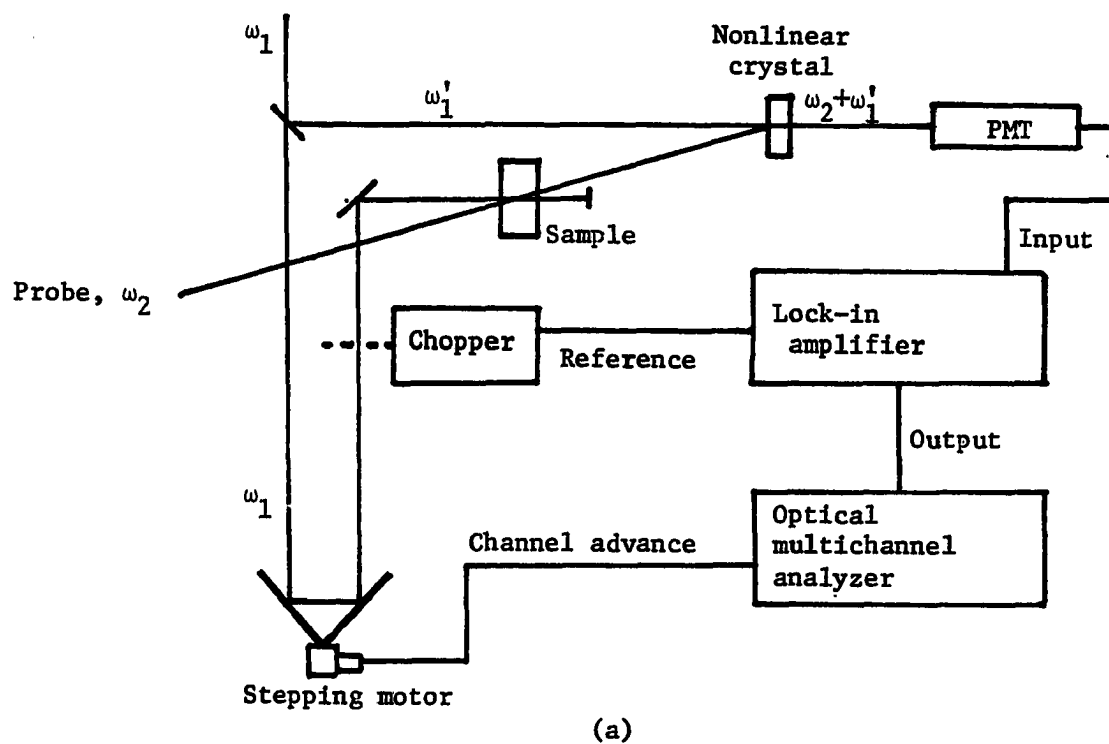 ω1
Nonlinear
crystal
ω1'
ω2+ω1'
PMT
Sample
Input
Probe, ω2
Chopper
Reference
Lock-in
amplifier
Output
ω1
Channel advance
Optical
multichannel
analyzer
Stepping motor
(a)